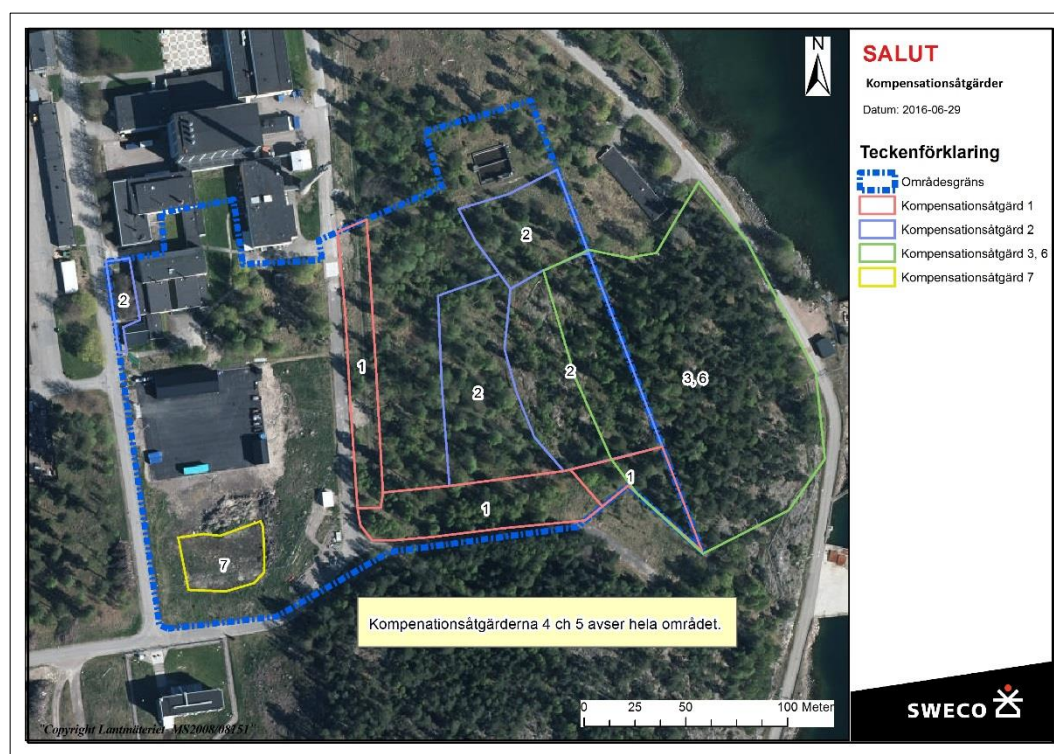 N
SALUT
Kompensationsåtgärder
Datum: 2016-06-29
Teckenförklaring
Områdesgräns
Kompensationsåtgärd 1
Kompensationsåtgärd 2
Kompensationsåtgärd 3, 6
Kompensationsåtgärd 7
2
2
1
2
2
3, 6
1
1
7
Kompenationsåtgärderna 4 ch 5 avser hela området.
0 25 50 100 Meter
"Copyright Lantmäteriet MS2008/08751"
SWECO